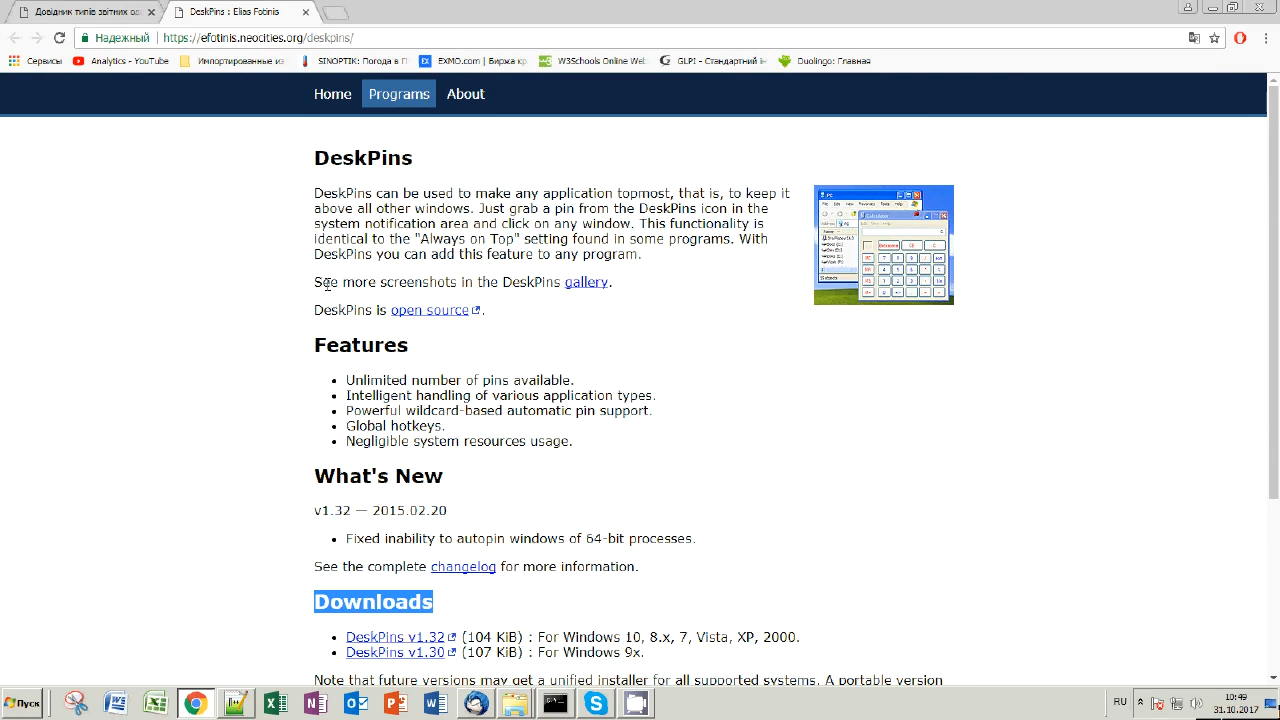 Довідник типів звітних од
DeskPins : Elias Fotinis
Надежный
https://efotinis.neocities.org/deskpins/
Сервисы
Analytics - YouTube
Импортированные из
SINOPTIK: Погода в Г
EXMO.com | Биржа кр
W3Schools Online Web
GLPI - Стандартний ін
Duolingo: Главная
Home
Programs
About
DeskPins
DeskPins can be used to make any application topmost, that is, to keep it
above all other windows. Just grab a pin from the DeskPins icon in the
system notification area and click on any window. This functionality is
identical to the "Always on Top" setting found in some programs. With
DeskPins you can add this feature to any program.
See more screenshots in the DeskPins gallery.
DeskPins is open source.
Features
Unlimited number of pins available.
Intelligent handling of various application types.
Powerful wildcard-based automatic pin support.
Global hotkeys.
Negligible system resources usage.
What's New
v1.32 — 2015.02.20
Fixed inability to autopin windows of 64-bit processes.
See the complete changelog for more information.
Downloads
DeskPins v1.32 (104 KiB) : For Windows 10, 8.x, 7, Vista, XP, 2000.
DeskPins v1.30 (107 KiB) : For Windows 9x.
Note that future versions may get a unified installer for all supported systems. A portable version
Пуск
RU
10:49
31.10.2017